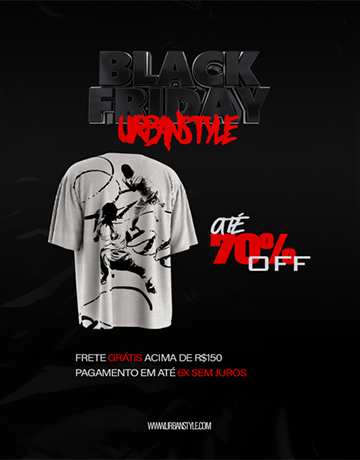 BLACK
FRIDAY
URBANSTYLE
ATÉ
70%
OFF
FRETE GRÁTIS ACIMA DE R$150
PAGAMENTO EM ATÉ 6X SEM JUROS
WWW.URBANSTYLE.COM